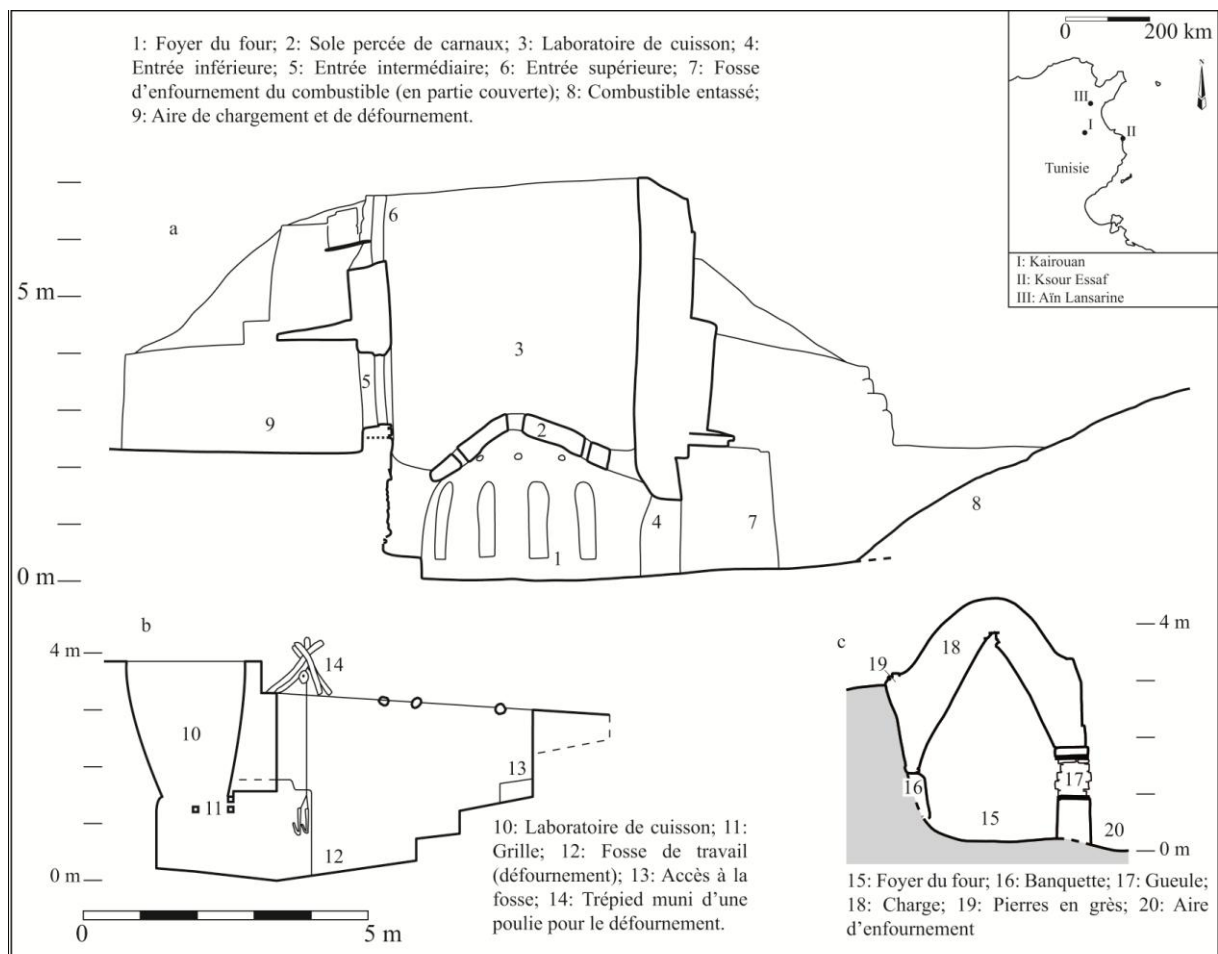 1: Foyer du four; 2: Sole percée de carnaux; 3: Laboratoire de cuisson; 4:
Entrée inférieure; 5: Entrée intermédiaire; 6: Entrée supérieure; 7: Fosse
d'enfournement du combustible (en partie couverte); 8: Combustible entassé;
9: Aire de chargement et de défournement.
0 200 km
N
III
I
II
Tunisie
I: Kairouan
II: Ksour Essaf
III: Aïn Lansarine
a
6
5 m
3
5
9
2
4
7
8
1
0 m
b
4 m
14
10
13
11
12
0 m
0 5 m
10: Laboratoire de cuisson; 11:
Grille; 12: Fosse de travail
(défournement); 13: Accès à la
fosse; 14: Trépied muni d'une
poulie pour le défournement.
c
4 m
18
19
17
16
15
20
0 m
15: Foyer du four; 16: Banquette; 17: Gueule;
18: Charge; 19: Pierres en grès; 20: Aire
d'enfournement